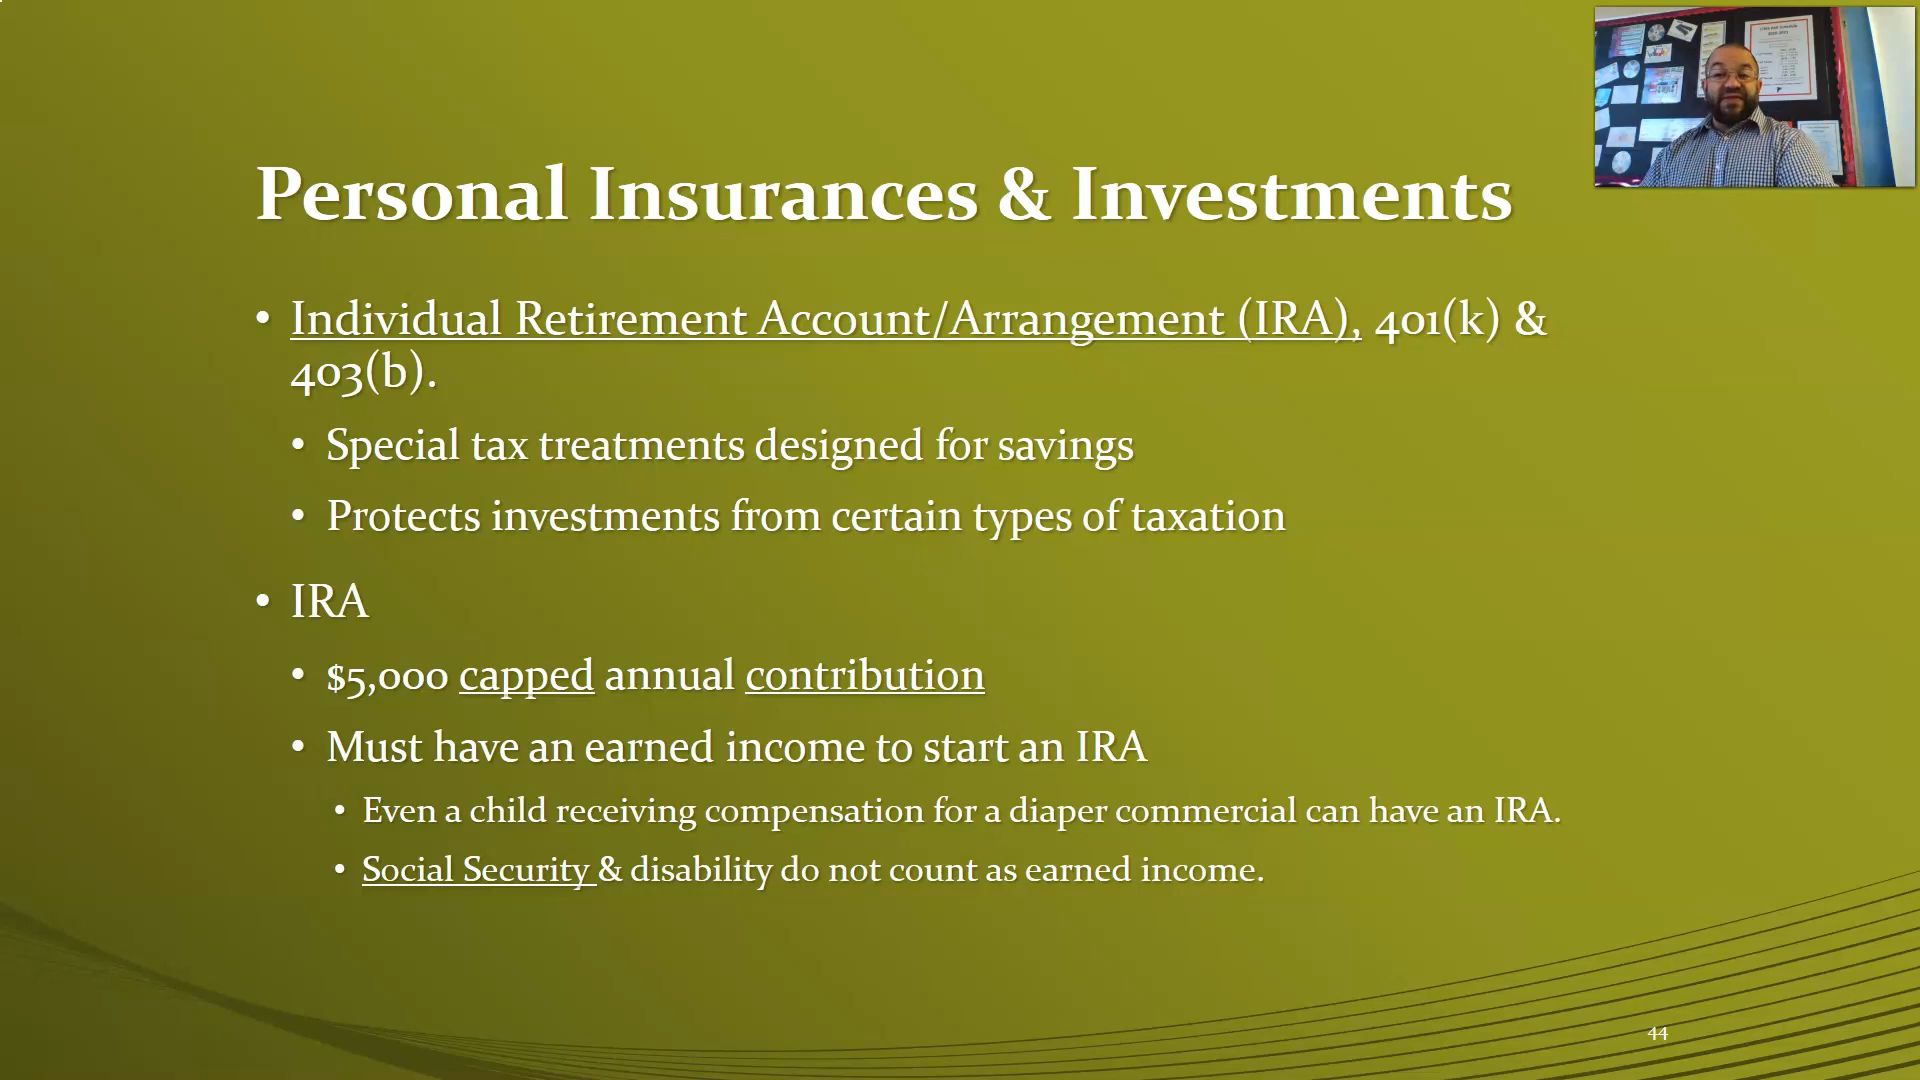 Personal Insurances & Investments
• Individual Retirement Account/Arrangement (IRA), 401(k) &
403(b).
• Special tax treatments designed for savings
• Protects investments from certain types of taxation
• IRA
• $5,000 capped annual contribution
• Must have an earned income to start an IRA
• Even a child receiving compensation for a diaper commercial can have an IRA.
• Social Security & disability do not count as earned income.
44